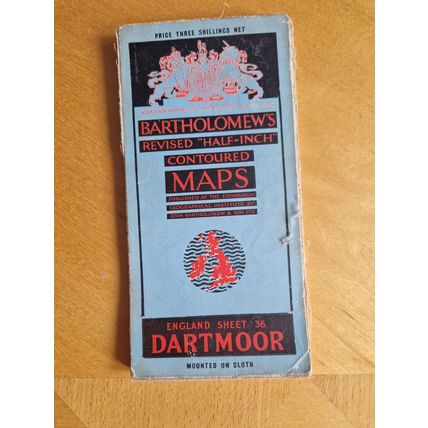 PRICE THREE SHILLINGS NET
BARTHOLOMEW'S
REVISED "HALF-INCH"
CONTOURED
MAPS
PUBLISHED AT THE EDINBURGH
GEOGRAPHICAL INSTITUTE BY
JOHN BARTHOLOMEW & SON LTD
ENGLAND SHEET 36.
DARTMOOR
MOUNTED ON CLOTH